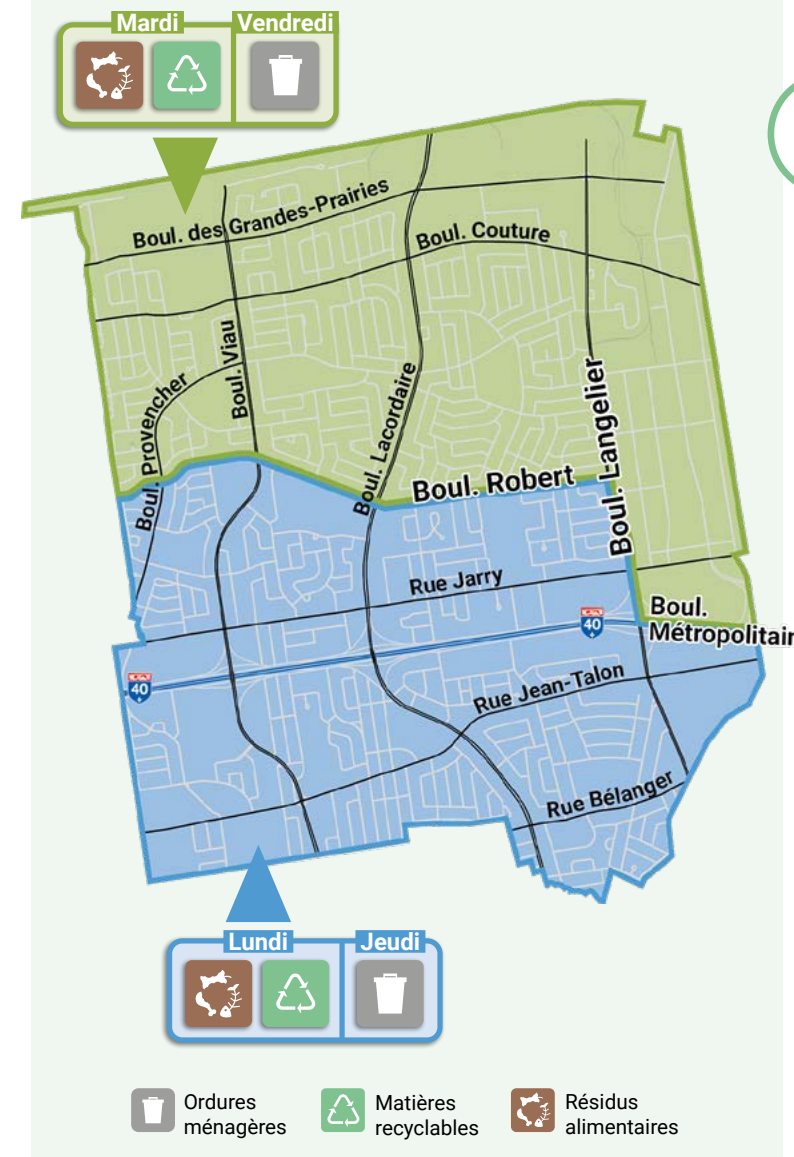 Mardi
Vendredi
Boul. des Grandes-Prairies
Boul. Couture
Boul. Viau
Boul. Provencher
Boul. Lacordaire
Boul. Langelier
Boul. Robert
Rue Jarry
Boul.
Métropolitain
40
40
Rue Jean-Talon
Rue Bélanger
Lundi
Jeudi
Ordures
ménagères
Matières
recyclables
Résidus
alimentaires